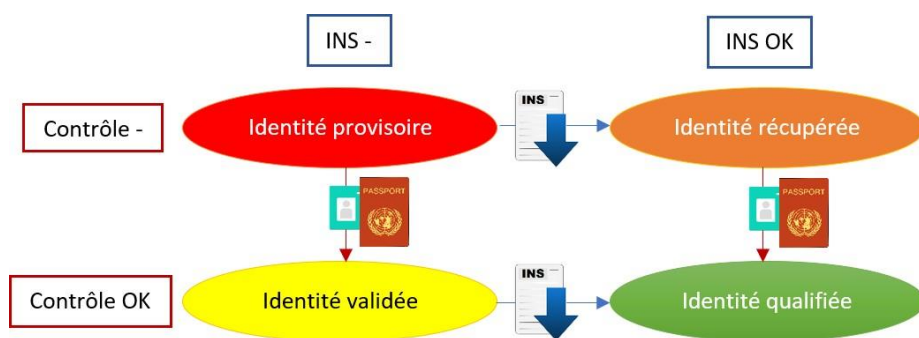 INS -
INS OK
Contrôle -
Identité provisoire
INS
Identité récupérée
PASSPORT
PASSPORT
Contrôle OK
Identité validée
INS
Identité qualifiée